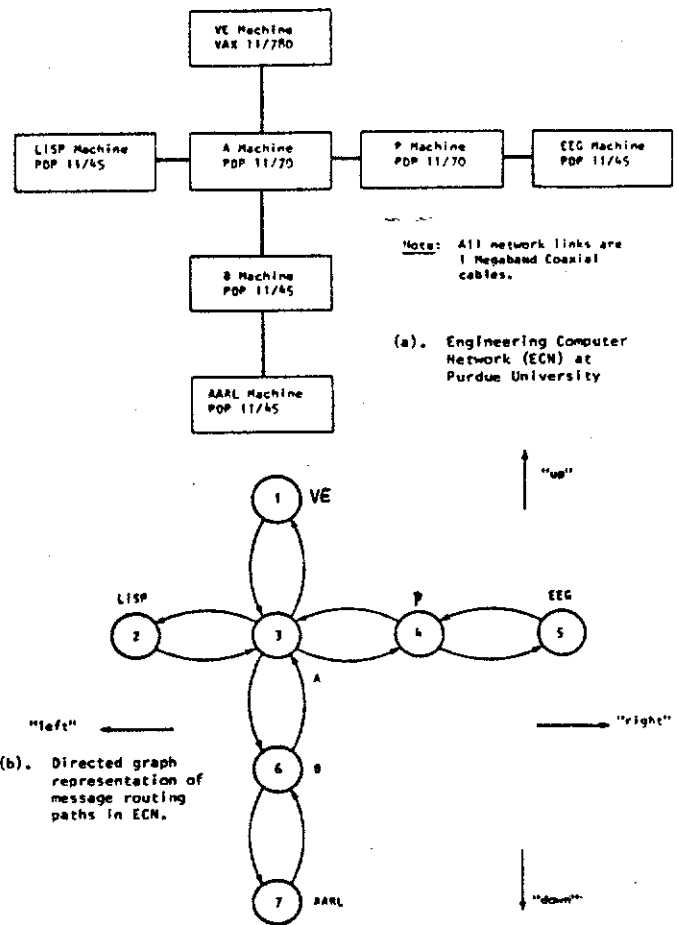 VE Machine
VAX 11/780
LISP Machine
PDP 11/45
A Machine
PDP 11/70
P Machine
PDP 11/70
EEG Machine
PDP 11/45
Note: All network links are
1 Megaband Coaxial
cables.
B Machine
PDP 11/45
(a). Engineering Computer
Network (ECN) at
Purdue University
AARL Machine
PDP 11/45
"up"
1 VE
LISP
P
EEG
2
3
4
5
A
"left"
"right"
(b). Directed graph
representation of
message routing
paths in ECN.
6 B
7 AARL
"down"